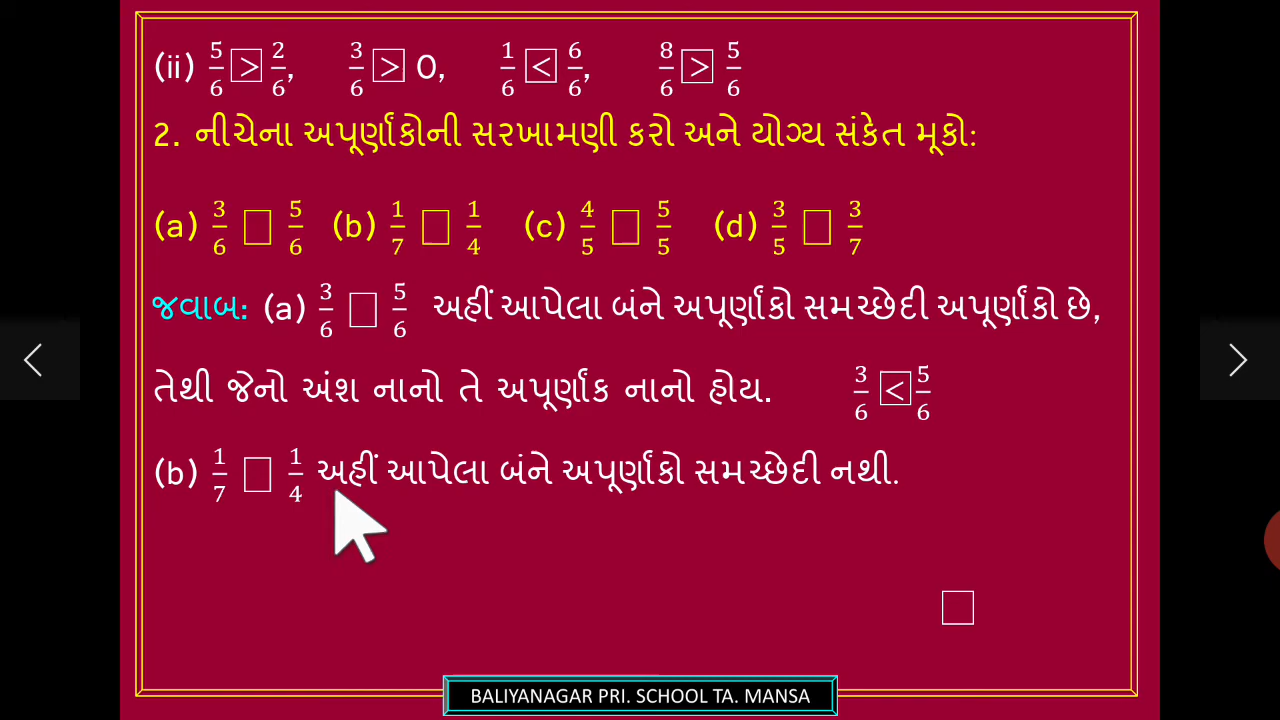 (ii) 5/6 > 2/6, 3/6 > 0, 1/6 < 6/6, 8/6 > 5/6
2. નીચેના અપૂર્ણાંકોની સરખામણી કરો અને યોગ્ય સંકેત મૂકો:
(a) 3/6 □ 5/6 (b) 1/7 □ 1/4 (c) 4/5 □ 5/5 (d) 3/5 □ 3/7
જવાબ: (a) 3/6 □ 5/6 અહીં આપેલા બંને અપૂર્ણાંકો સમચ્છેદી અપૂર્ણાંકો છે,
તેથી જેનો અંશ નાનો તે અપૂર્ણાંક નાનો હોય. 3/6 < 5/6
(b) 1/7 □ 1/4 અહીં આપેલા બંને અપૂર્ણાંકો સમચ્છેદી નથી.
□
BALIYANAGAR PRI. SCHOOL TA. MANSA